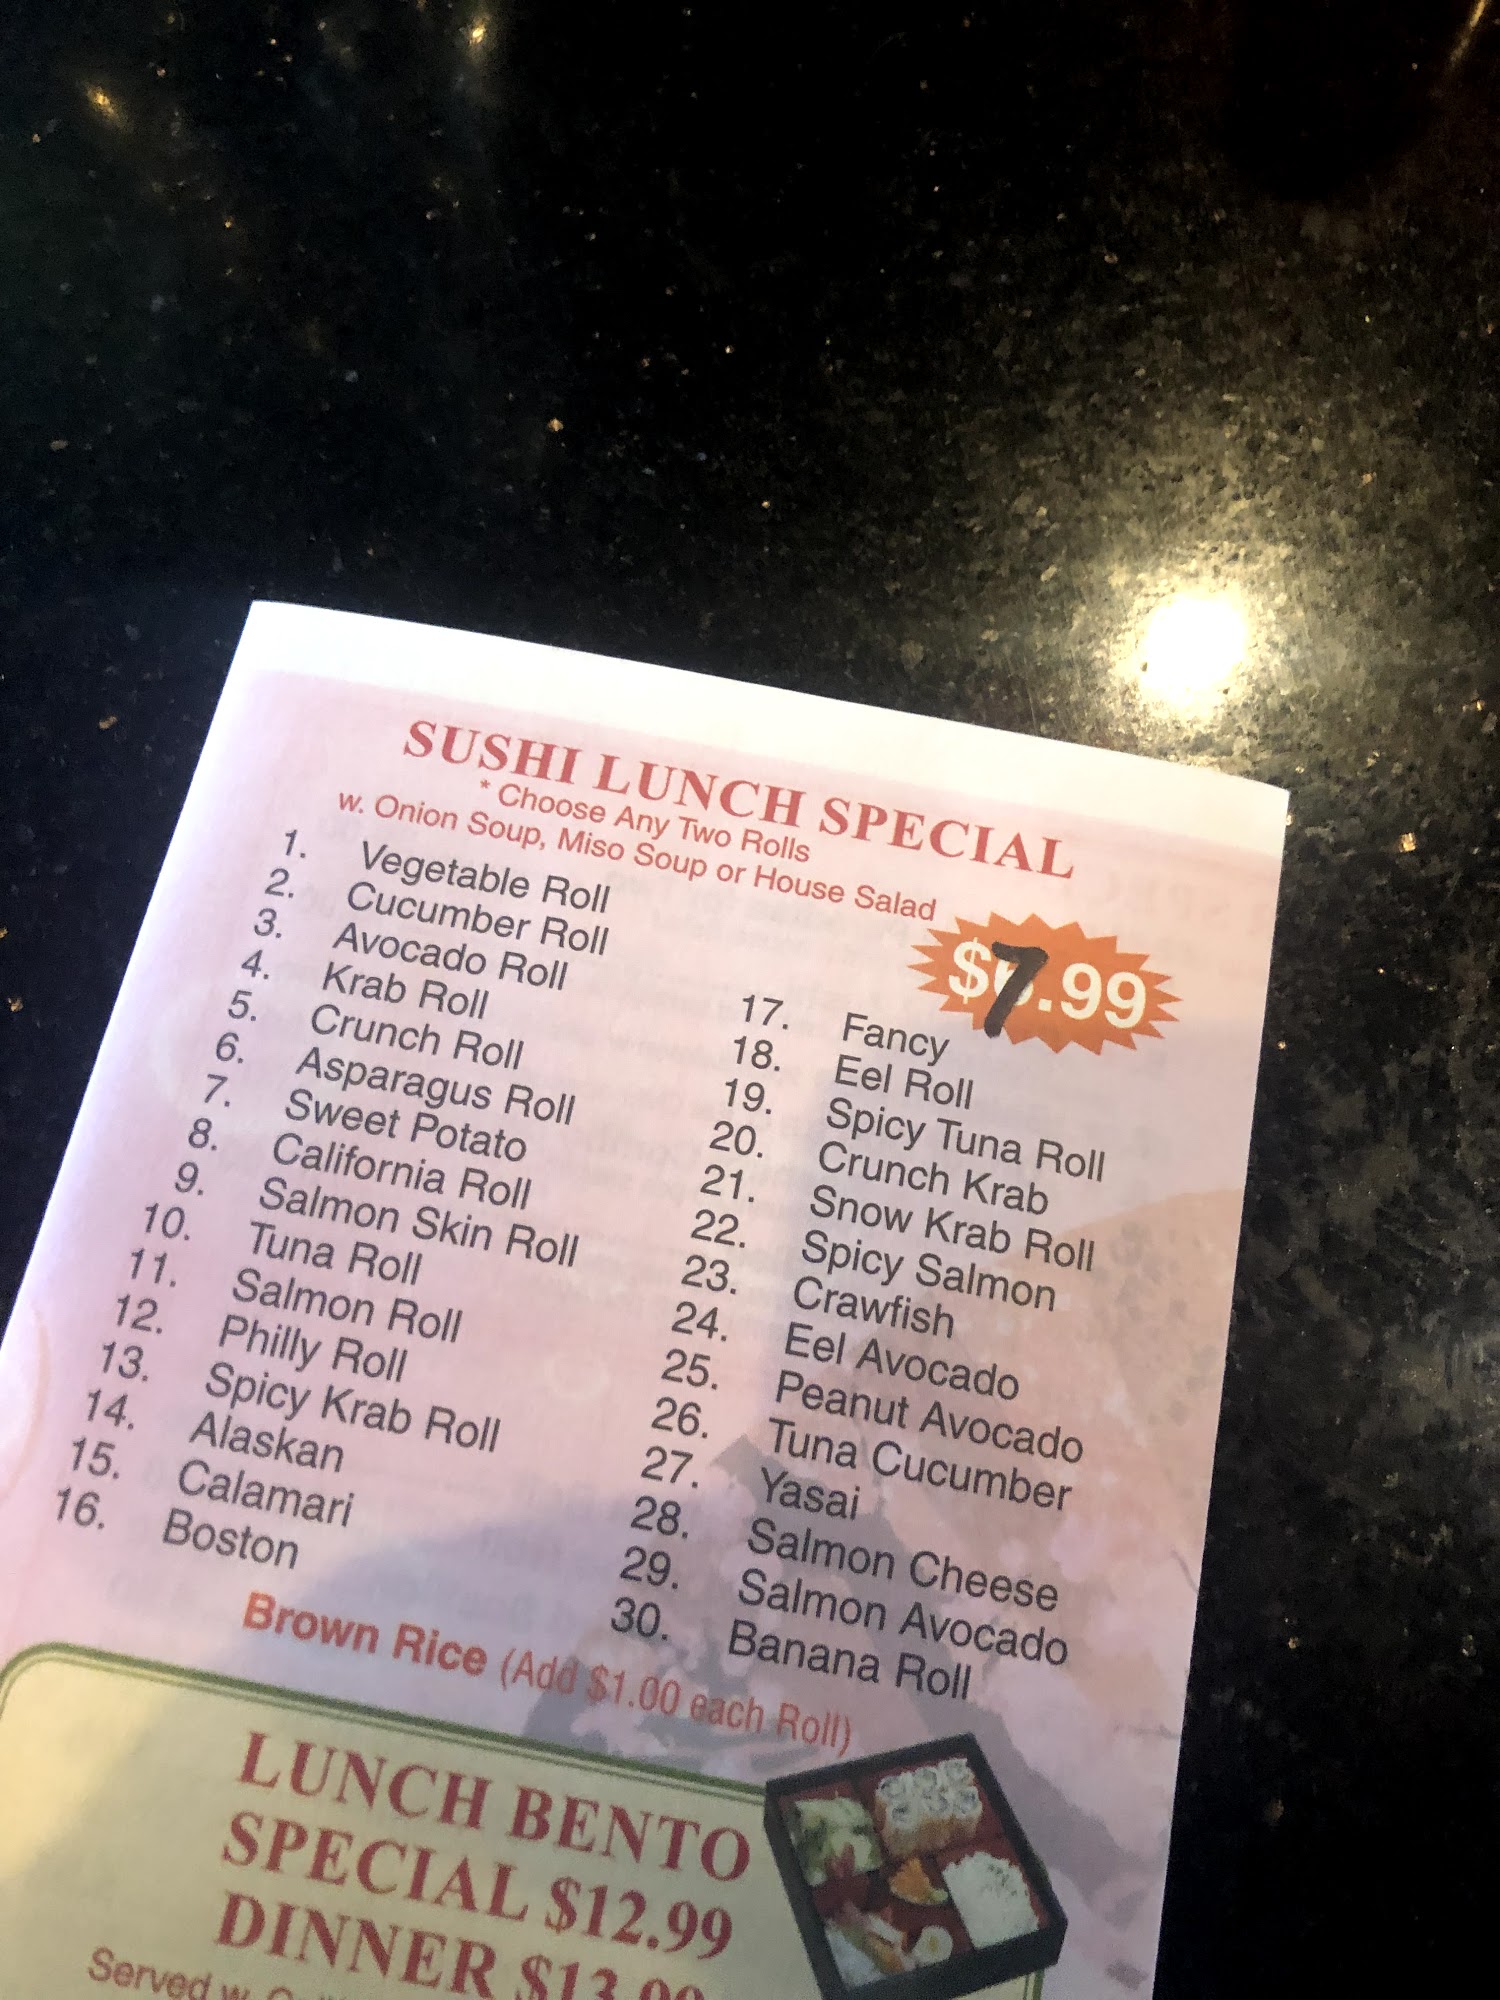 SUSHI LUNCH SPECIAL
* Choose Any Two Rolls
w. Onion Soup, Miso Soup or House Salad
$7.99
1. Vegetable Roll
2. Cucumber Roll
3. Avocado Roll
4. Krab Roll
5. Crunch Roll
6. Asparagus Roll
7. Sweet Potato
8. California Roll
9. Salmon Skin Roll
10. Tuna Roll
11. Salmon Roll
12. Philly Roll
13. Spicy Krab Roll
14. Alaskan
15. Calamari
16. Boston
17. Fancy
18. Eel Roll
19. Spicy Tuna Roll
20. Crunch Krab
21. Snow Krab Roll
22. Spicy Salmon
23. Crawfish
24. Eel Avocado
25. Peanut Avocado
26. Tuna Cucumber
27. Yasai
28. Salmon Cheese
29. Salmon Avocado
30. Banana Roll
Brown Rice (Add $1.00 each Roll)
LUNCH BENTO
SPECIAL $12.99
DINNER $13.99
Served w.